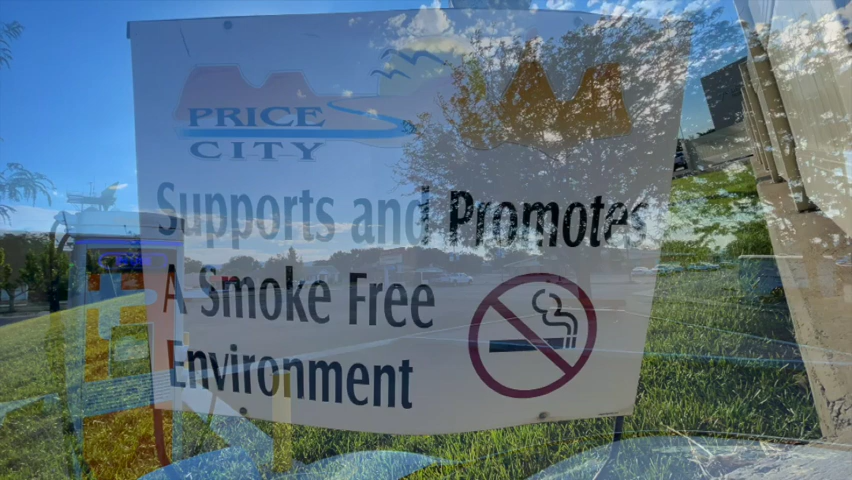 PRICE
CITY
Supports and Promotes
A Smoke Free
Environment